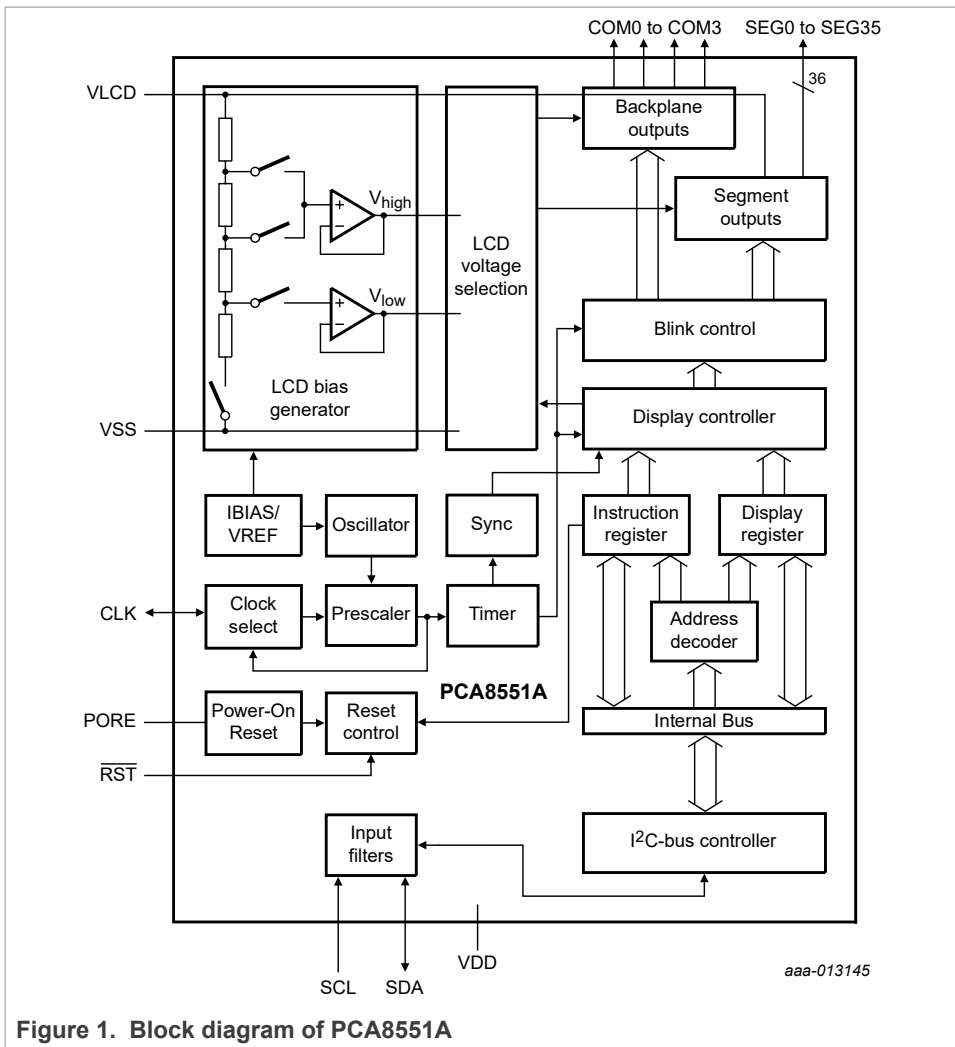 COM0 to COM3
SEG0 to SEG35
VLCD
36
Backplane
outputs
Segment
outputs
Vhigh
LCD
voltage
selection
Vlow
Blink control
LCD bias
generator
Display controller
VSS
IBIAS/
VREF
Oscillator
Sync
Instruction
register
Display
register
CLK
Clock
select
Prescaler
Timer
Address
decoder
PCA8551A
PORE
Power-On
Reset
Reset
control
Internal Bus
RST
Input
filters
I2C-bus controller
VDD
SCL
SDA
aaa-013145
Figure 1. Block diagram of PCA8551A